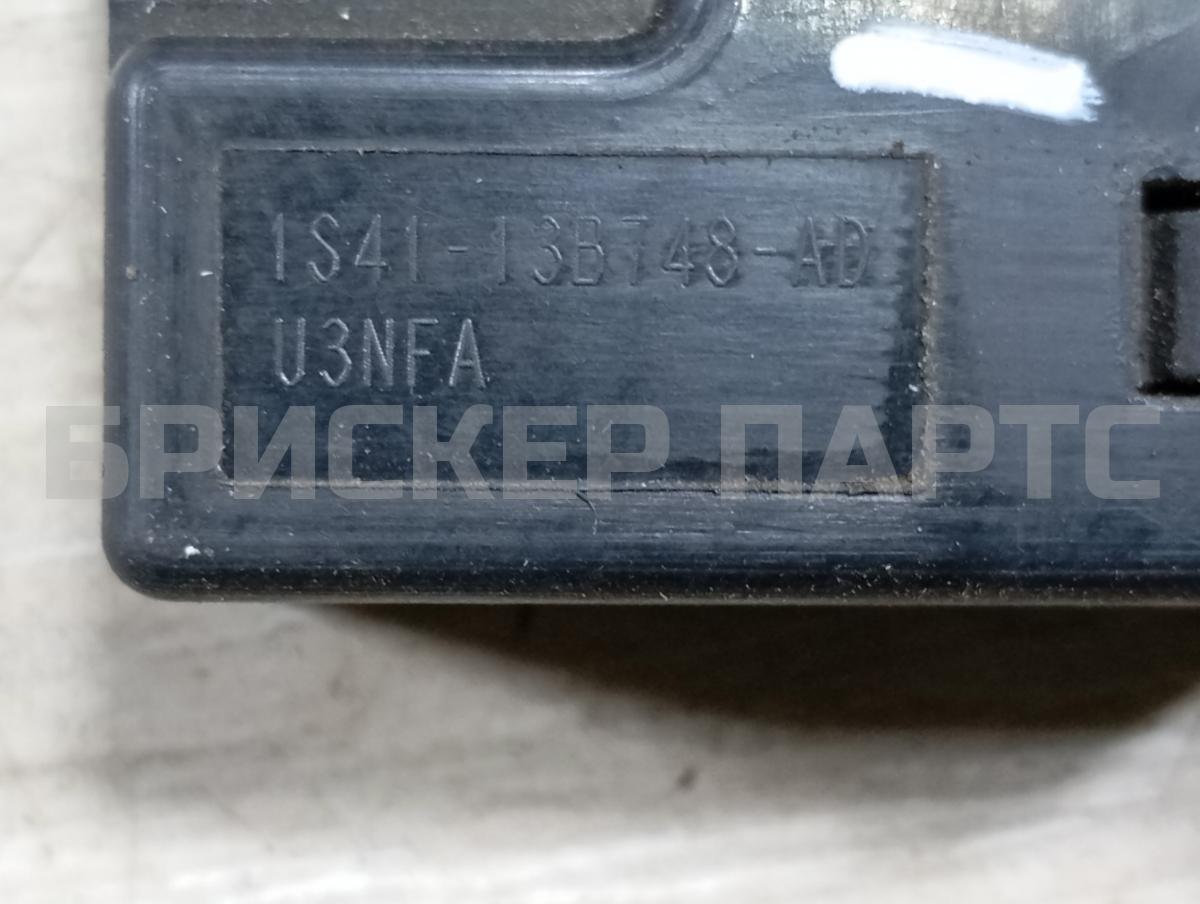 1S41-13B748-AD
U3NFA
БРИСКЕР ПАРТС